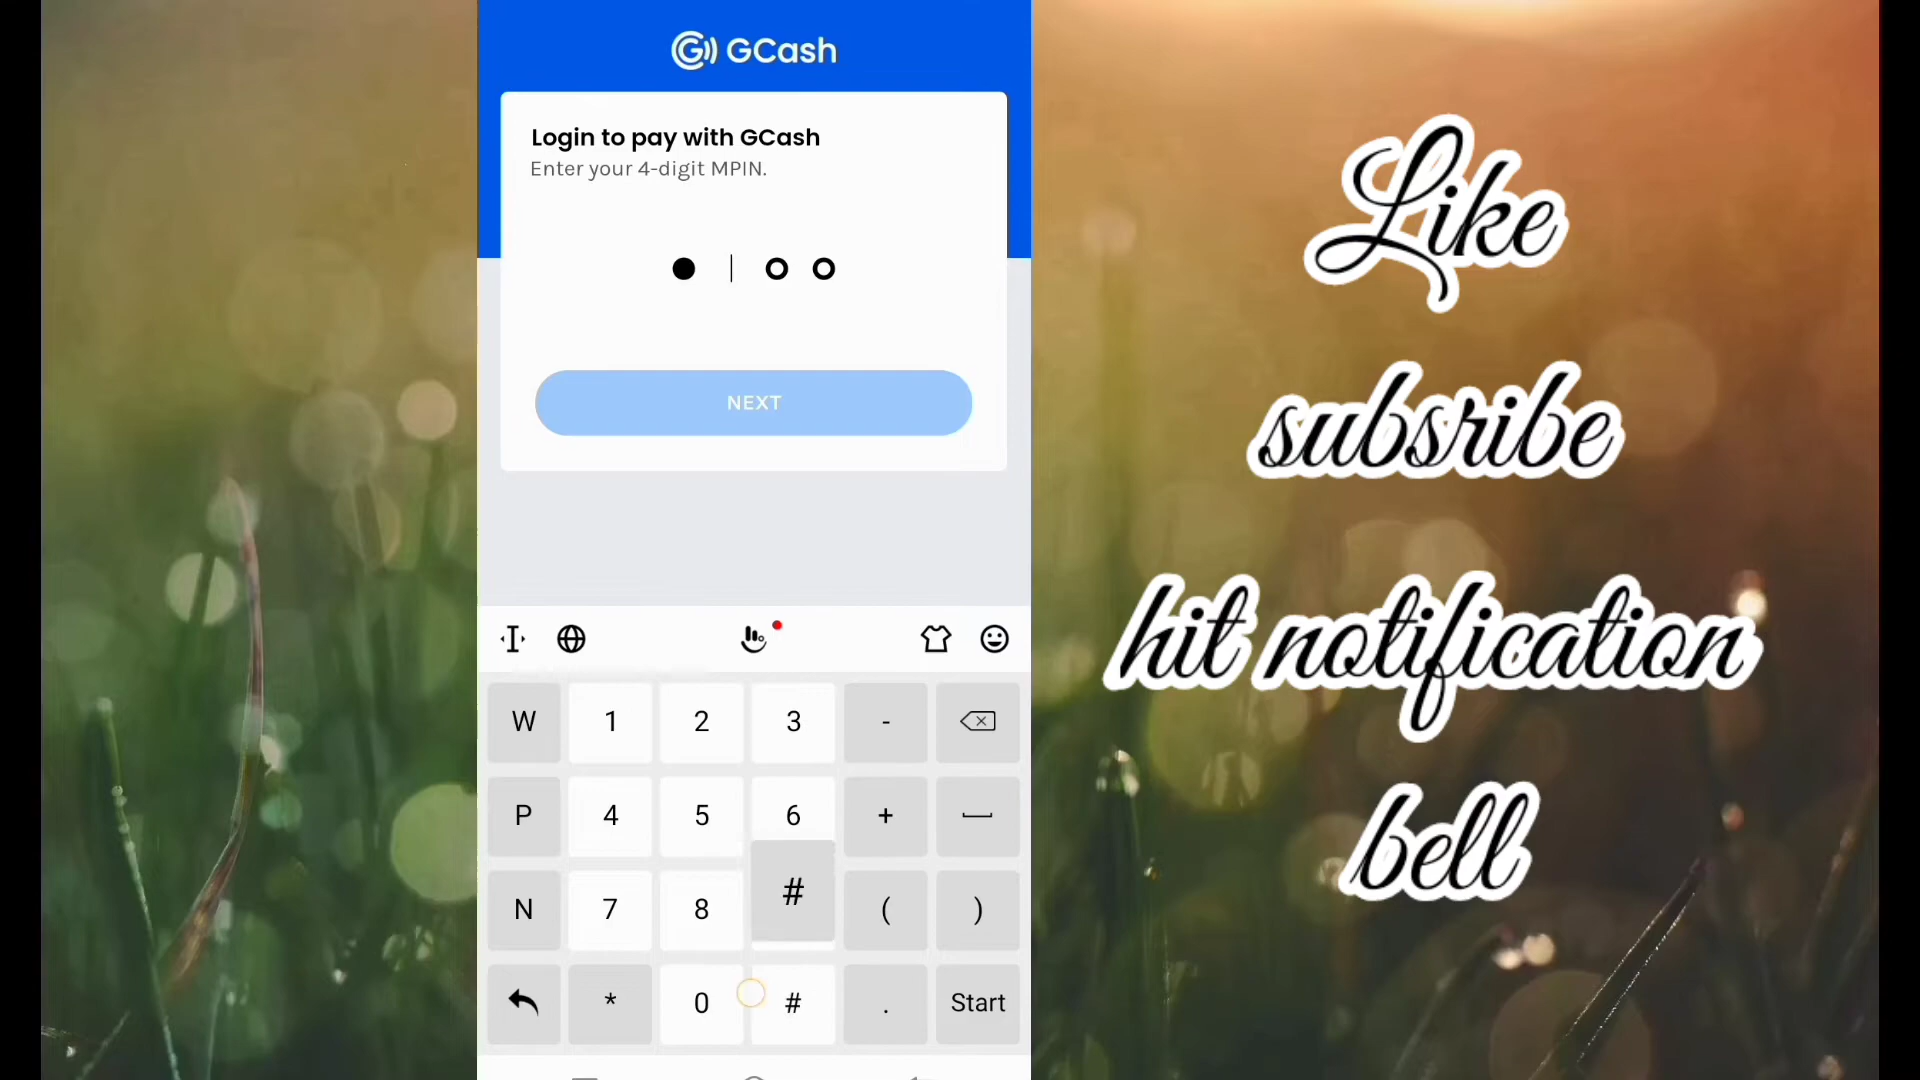 GCash
Login to pay with GCash
Enter your 4-digit MPIN.
NEXT
W 1 2 3 -
P 4 5 6 +
N 7 8 # ( )
* 0 # . Start
Like
subsribe
hit notification
bell